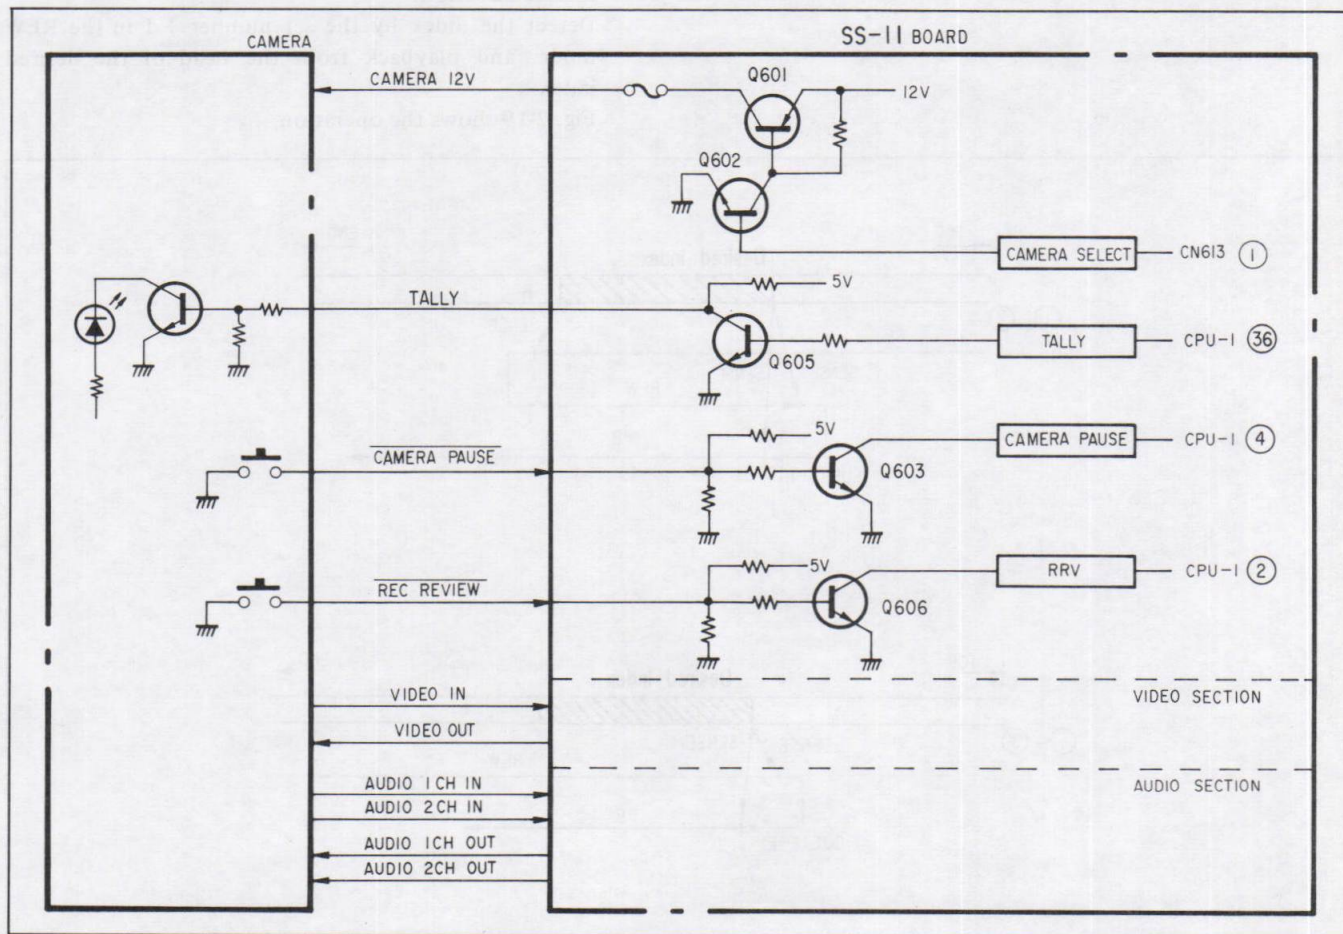 CAMERA
SS-11 BOARD
CAMERA 12V
Q601
12V
Q602
CAMERA SELECT
CN613 1
TALLY
5V
Q605
TALLY
CPU-1 36
CAMERA PAUSE
5V
Q603
CAMERA PAUSE
CPU-1 4
REC REVIEW
5V
Q606
RRV
CPU-1 2
VIDEO IN
VIDEO SECTION
VIDEO OUT
AUDIO 1CH IN
AUDIO SECTION
AUDIO 2CH IN
AUDIO 1CH OUT
AUDIO 2CH OUT